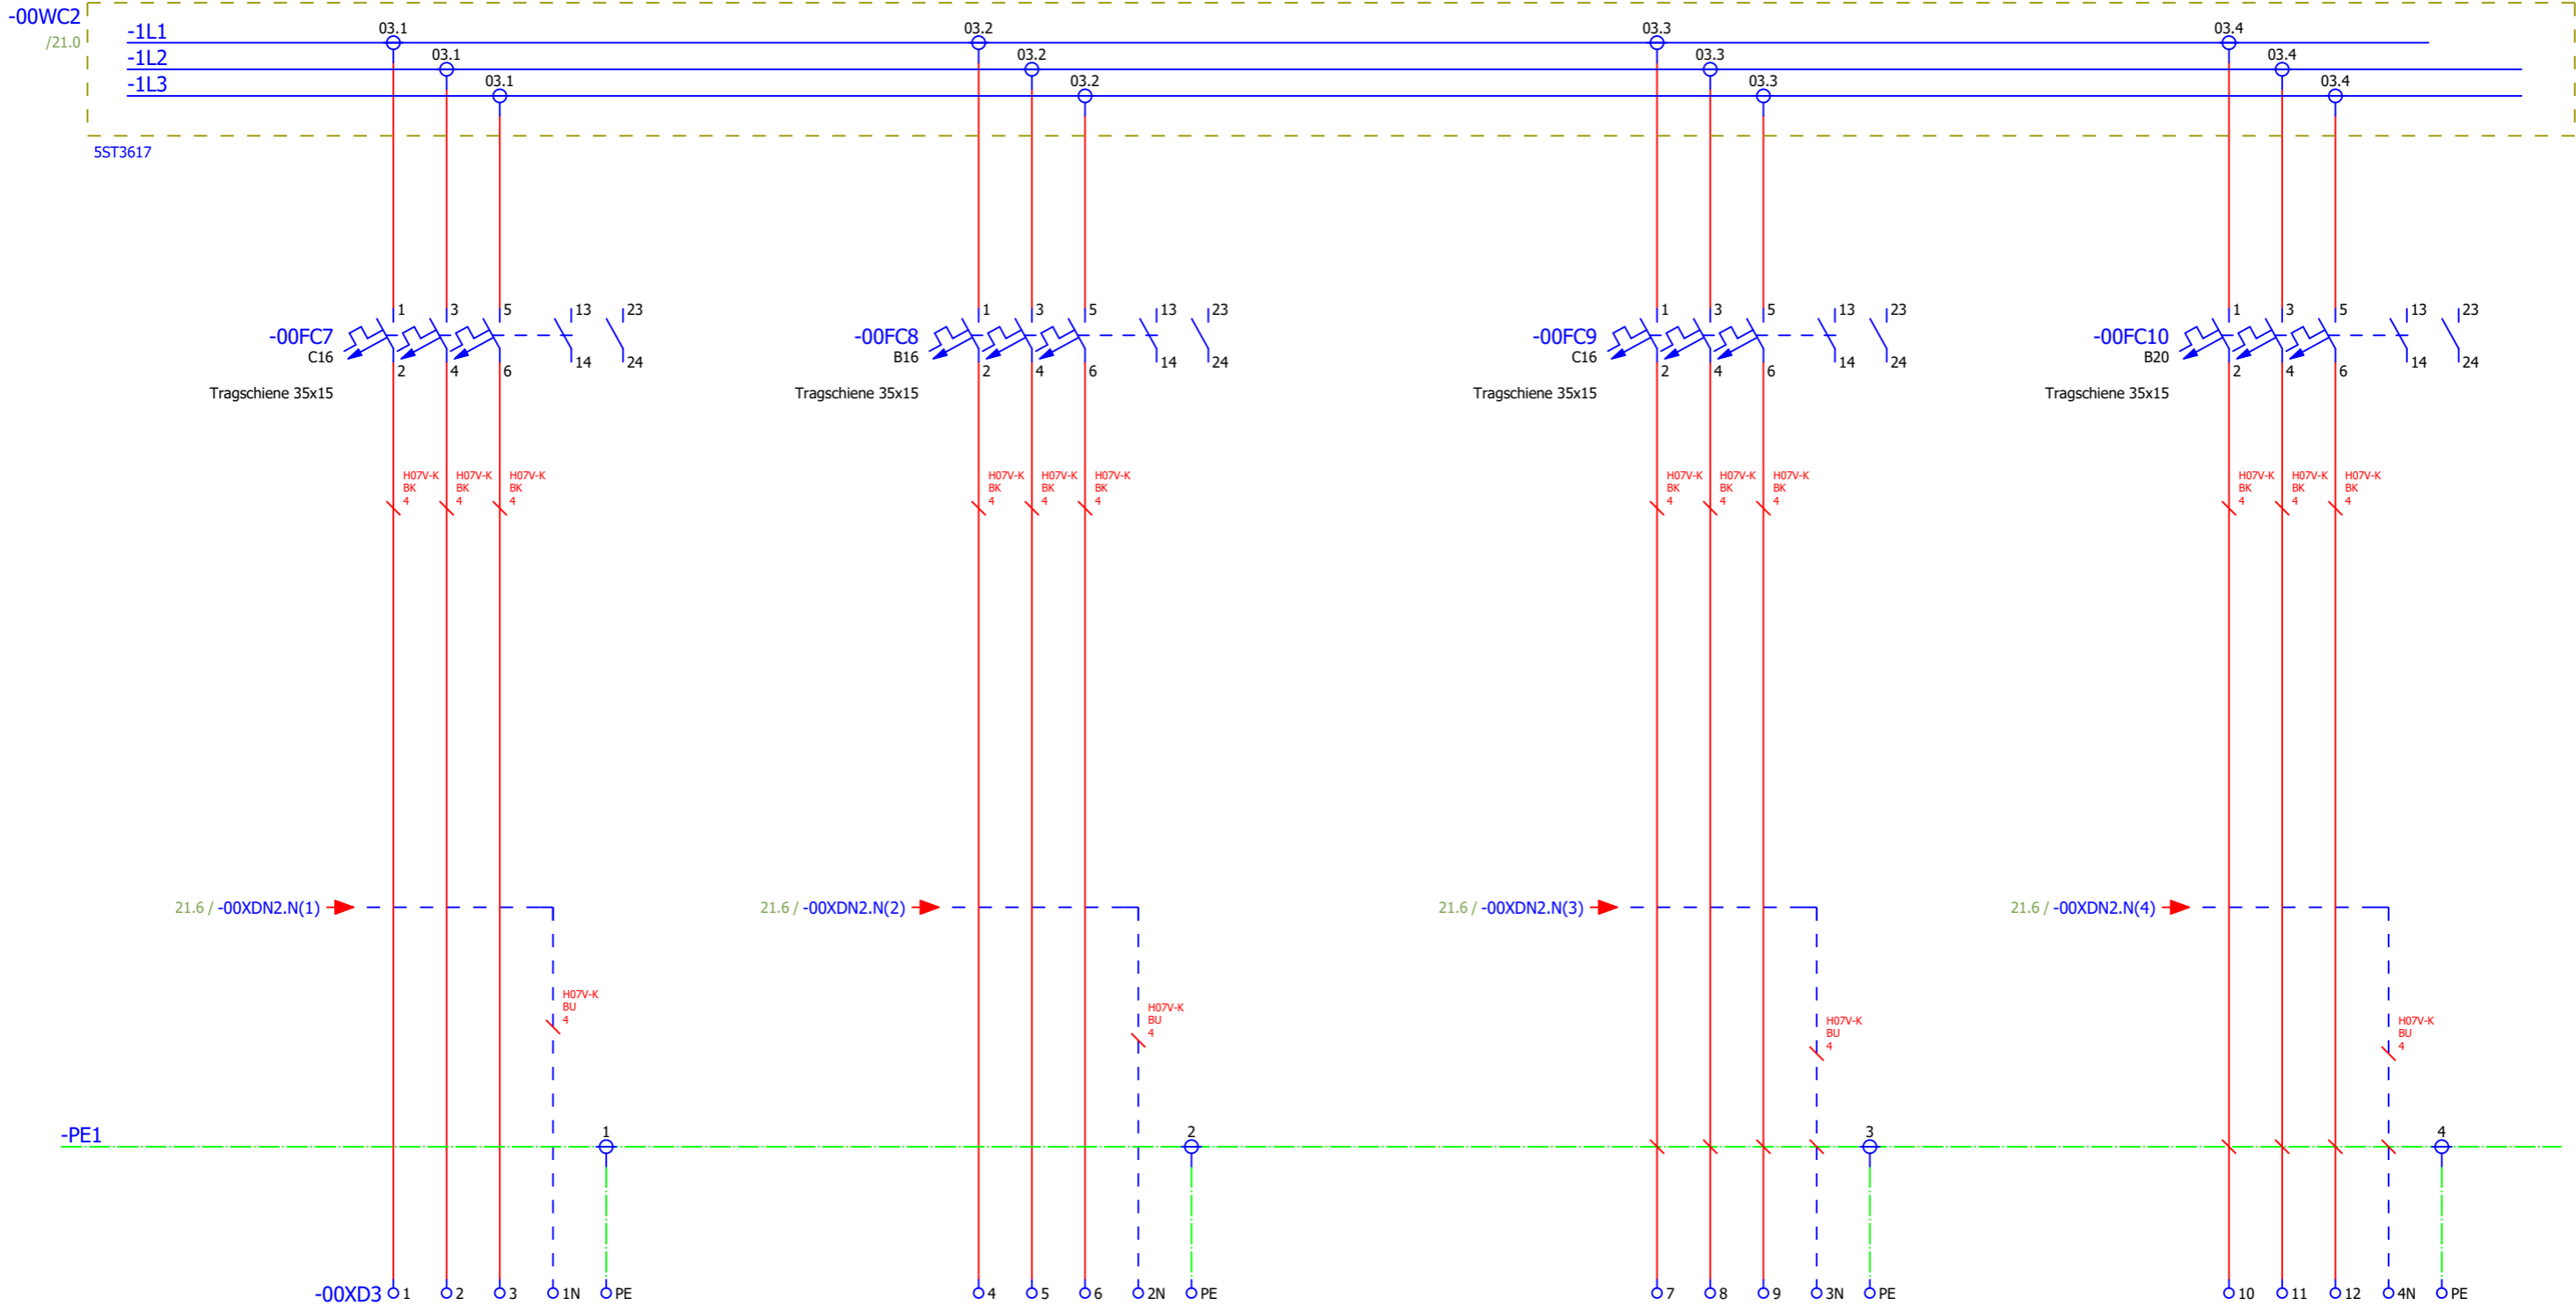 -00WC2
/21.0
-1L1 03.1 03.2 03.3 03.4
-1L2 03.1 03.2 03.3 03.4
-1L3 03.1 03.2 03.3 03.4
5ST3617
1 3 5 13 23 1 3 5 13 23 1 3 5 13 23 1 3 5 13 23
-00FC7 -00FC8 -00FC9 -00FC10
C16 B16 C16 B20
14 24 14 24 14 24 14 24
2 4 6 2 4 6 2 4 6 2 4 6
Tragschiene 35x15 Tragschiene 35x15 Tragschiene 35x15 Tragschiene 35x15
H07V-K H07V-K H07V-K H07V-K H07V-K H07V-K H07V-K H07V-K H07V-K H07V-K H07V-K H07V-K
BK BK BK BK BK BK BK BK BK BK BK BK
4 4 4 4 4 4 4 4 4 4 4 4
21.6 / -00XDN2.N(1) 21.6 / -00XDN2.N(2) 21.6 / -00XDN2.N(3) 21.6 / -00XDN2.N(4)
H07V-K
BU
4
H07V-K
BU
4
H07V-K
BU
4
H07V-K
BU
4
-PE1 1 2 3 4
-00XD3 1 2 3 1N PE 4 5 6 2N PE 7 8 9 3N PE 10 11 12 4N PE